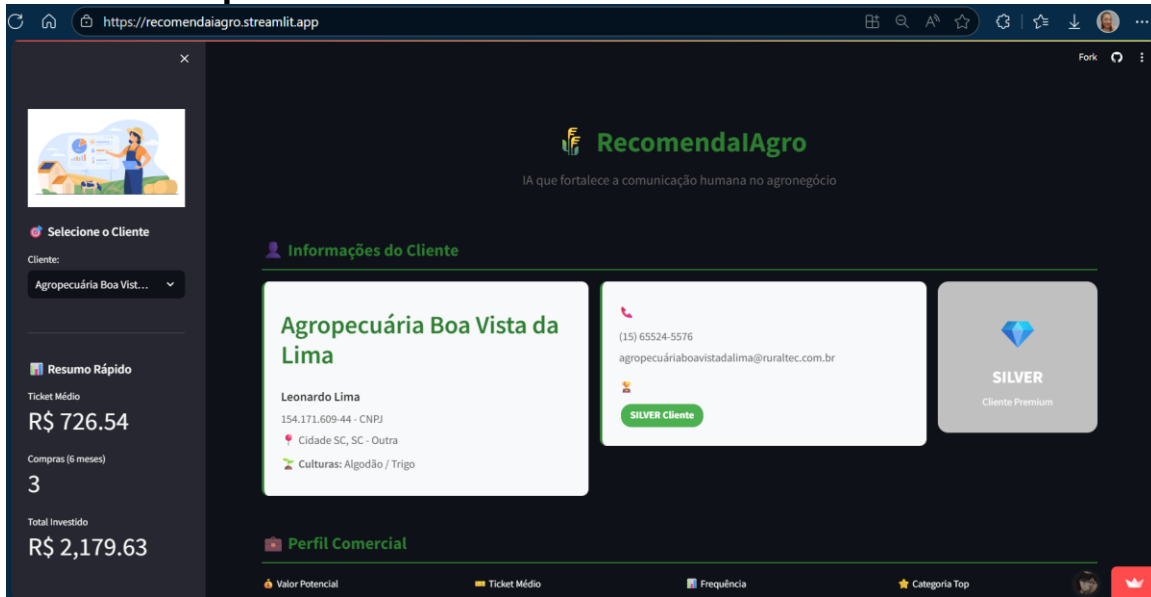 https://recomendaiagro.streamlit.app
Fork
🎯 Selecione o Cliente
Cliente:
Agropecuária Boa Vist...
📊 Resumo Rápido
Ticket Médio
R$ 726.54
Compras (6 meses)
3
Total Investido
R$ 2,179.63
🌾 RecomendaIAgro
IA que fortalece a comunicação humana no agronegócio
👤 Informações do Cliente
Agropecuária Boa Vista da
Lima
Leonardo Lima
154.171.609-44 - CNPJ
📍 Cidade SC, SC - Outra
🌱 Culturas: Algodão / Trigo
📞
(15) 65524-5576
agropecuáriaboavistadalima@ruraltec.com.br
🏆
SILVER Cliente
💎
SILVER
Cliente Premium
💼 Perfil Comercial
💰 Valor Potencial
🎫 Ticket Médio
📊 Frequência
⭐ Categoria Top